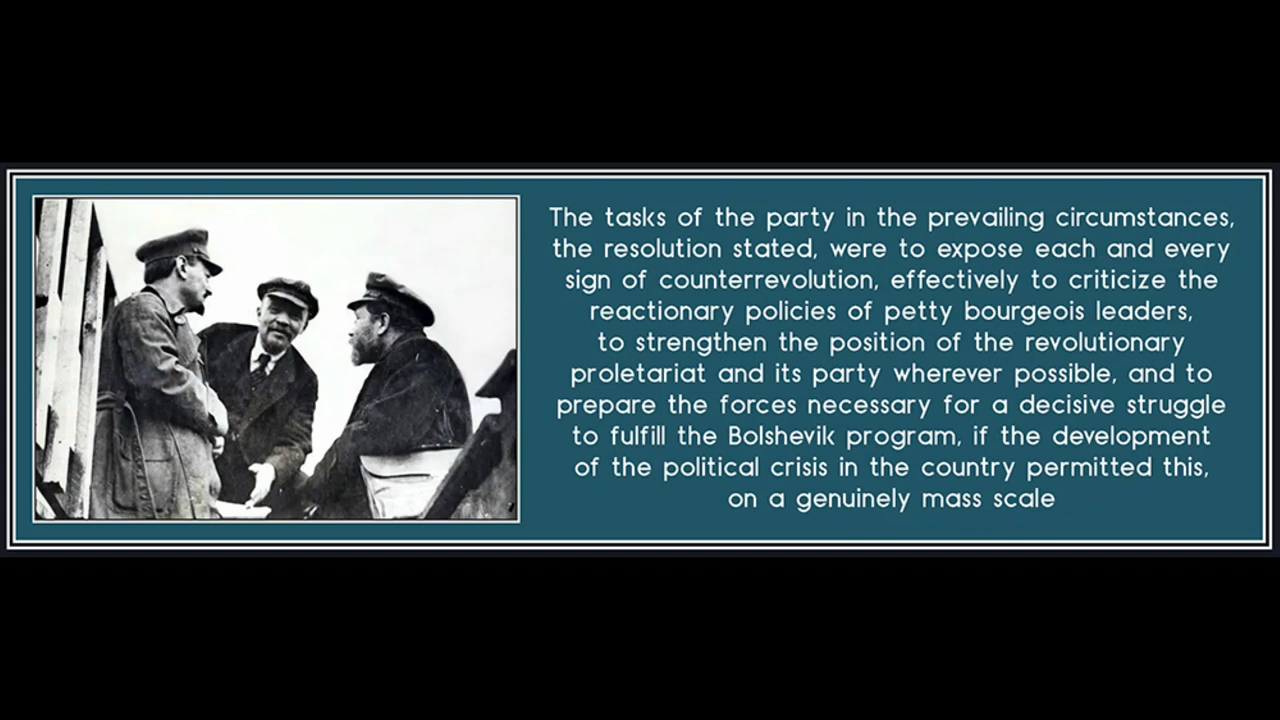 The tasks of the party in the prevailing circumstances,
the resolution stated, were to expose each and every
sign of counterrevolution, effectively to criticize the
reactionary policies of petty bourgeois leaders,
to strengthen the position of the revolutionary
proletariat and its party wherever possible, and to
prepare the forces necessary for a decisive struggle
to fulfill the Bolshevik program, if the development
of the political crisis in the country permitted this,
on a genuinely mass scale